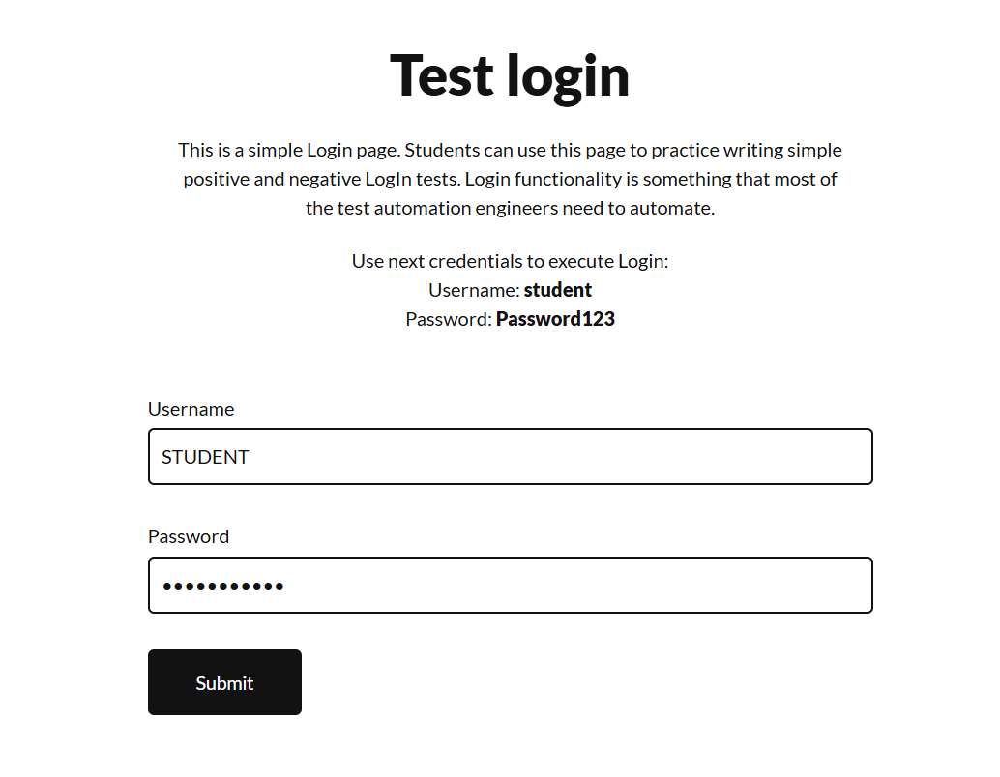 Test login
This is a simple Login page. Students can use this page to practice writing simple
positive and negative LogIn tests. Login functionality is something that most of
the test automation engineers need to automate.
Use next credentials to execute Login:
Username: student
Password: Password123
Username
STUDENT
Password
•••••••••••
Submit